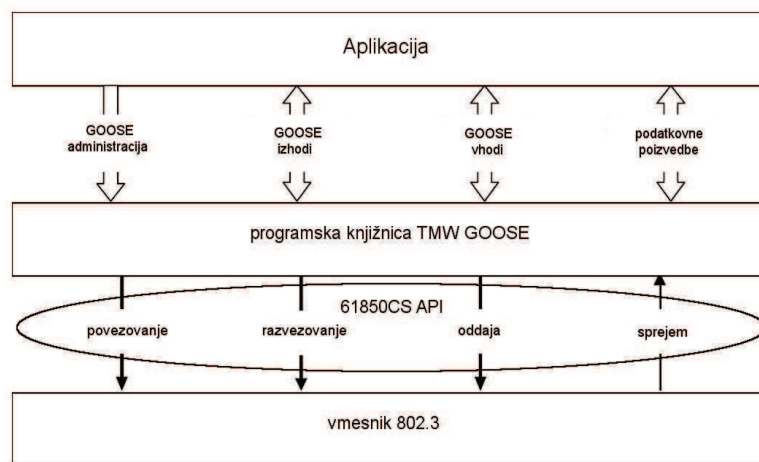 Aplikacija
GOOSE
administracija
GOOSE
izhodi
GOOSE
vhodi
podatkovne
poizvedbe
programska knjižnica TMW GOOSE
61850CS API
povezovanje
razvezovanje
oddaja
sprejem
vmesnik 802.3